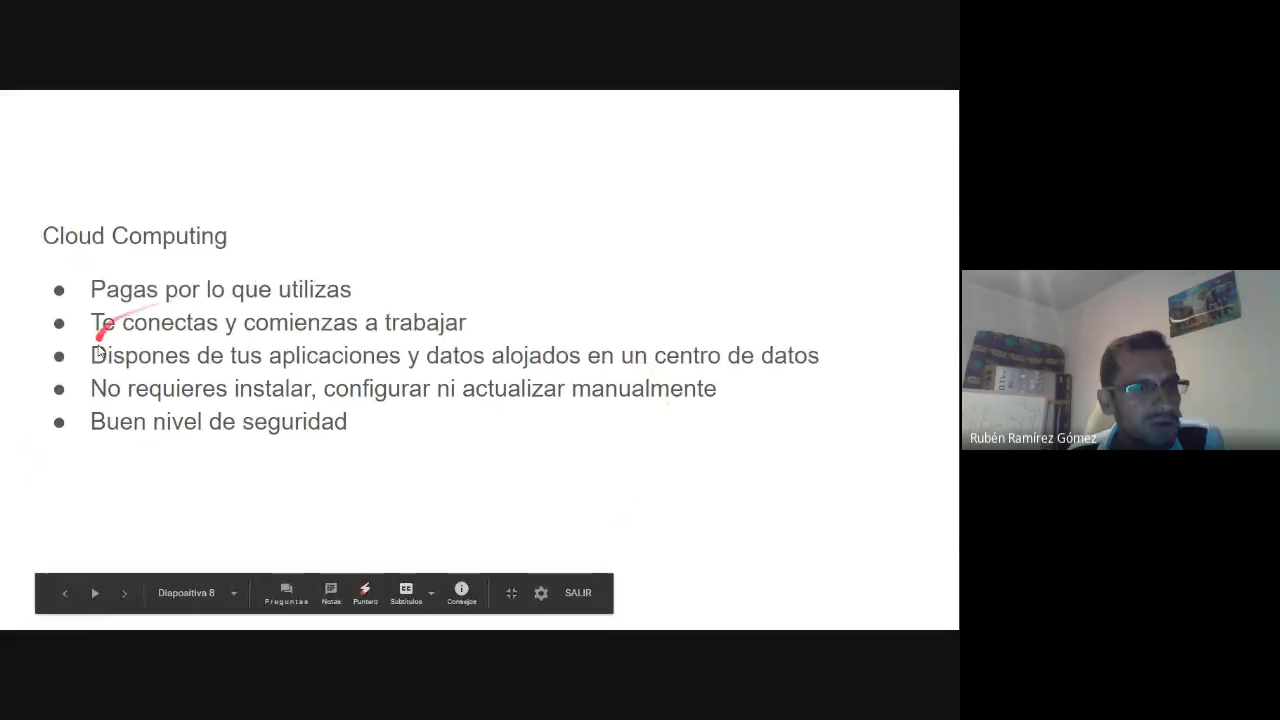 Cloud Computing
Pagas por lo que utilizas
Te conectas y comienzas a trabajar
Dispones de tus aplicaciones y datos alojados en un centro de datos
No requieres instalar, configurar ni actualizar manualmente
Buen nivel de seguridad
Diapositiva 8
Preguntas
Notas
Puntero
CC
Subtítulos
Consejos
SALIR
Rubén Ramírez Gómez